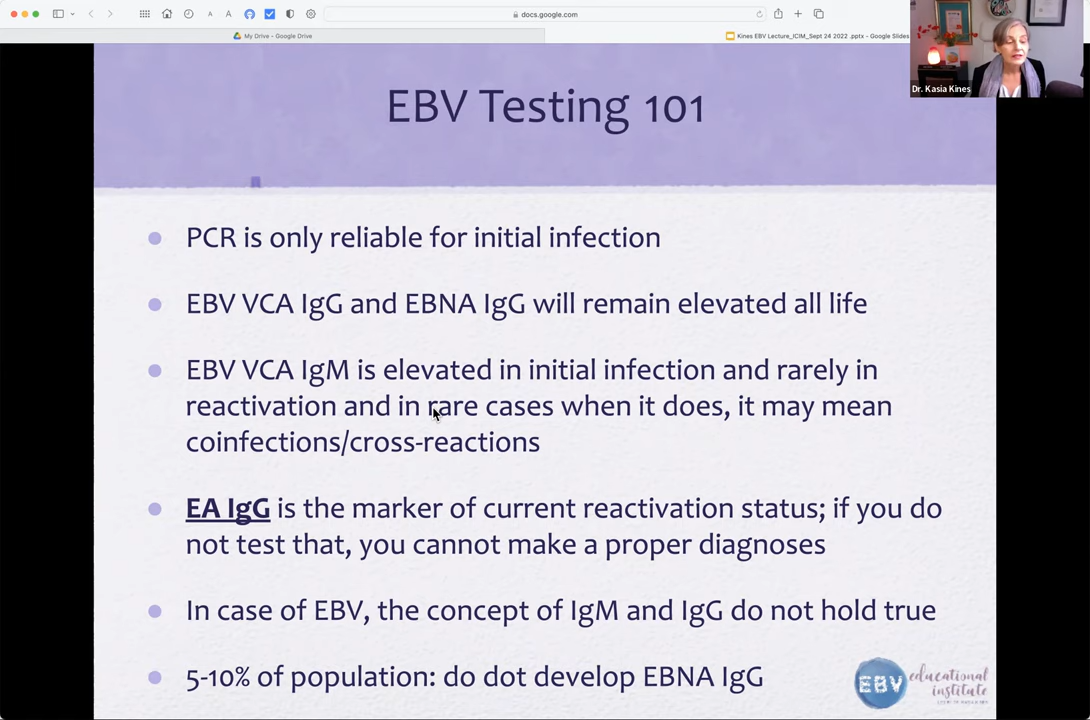 docs.google.com
My Drive - Google Drive
Kines EBV Lecture_ICIM_Sept 24 2022 .pptx - Google Slides
Dr. Kasia Kines
EBV Testing 101
PCR is only reliable for initial infection
EBV VCA IgG and EBNA IgG will remain elevated all life
EBV VCA IgM is elevated in initial infection and rarely in
reactivation and in rare cases when it does, it may mean
coinfections/cross-reactions
EA IgG is the marker of current reactivation status; if you do
not test that, you cannot make a proper diagnoses
In case of EBV, the concept of IgM and IgG do not hold true
5-10% of population: do dot develop EBNA IgG
EBV educational
institute